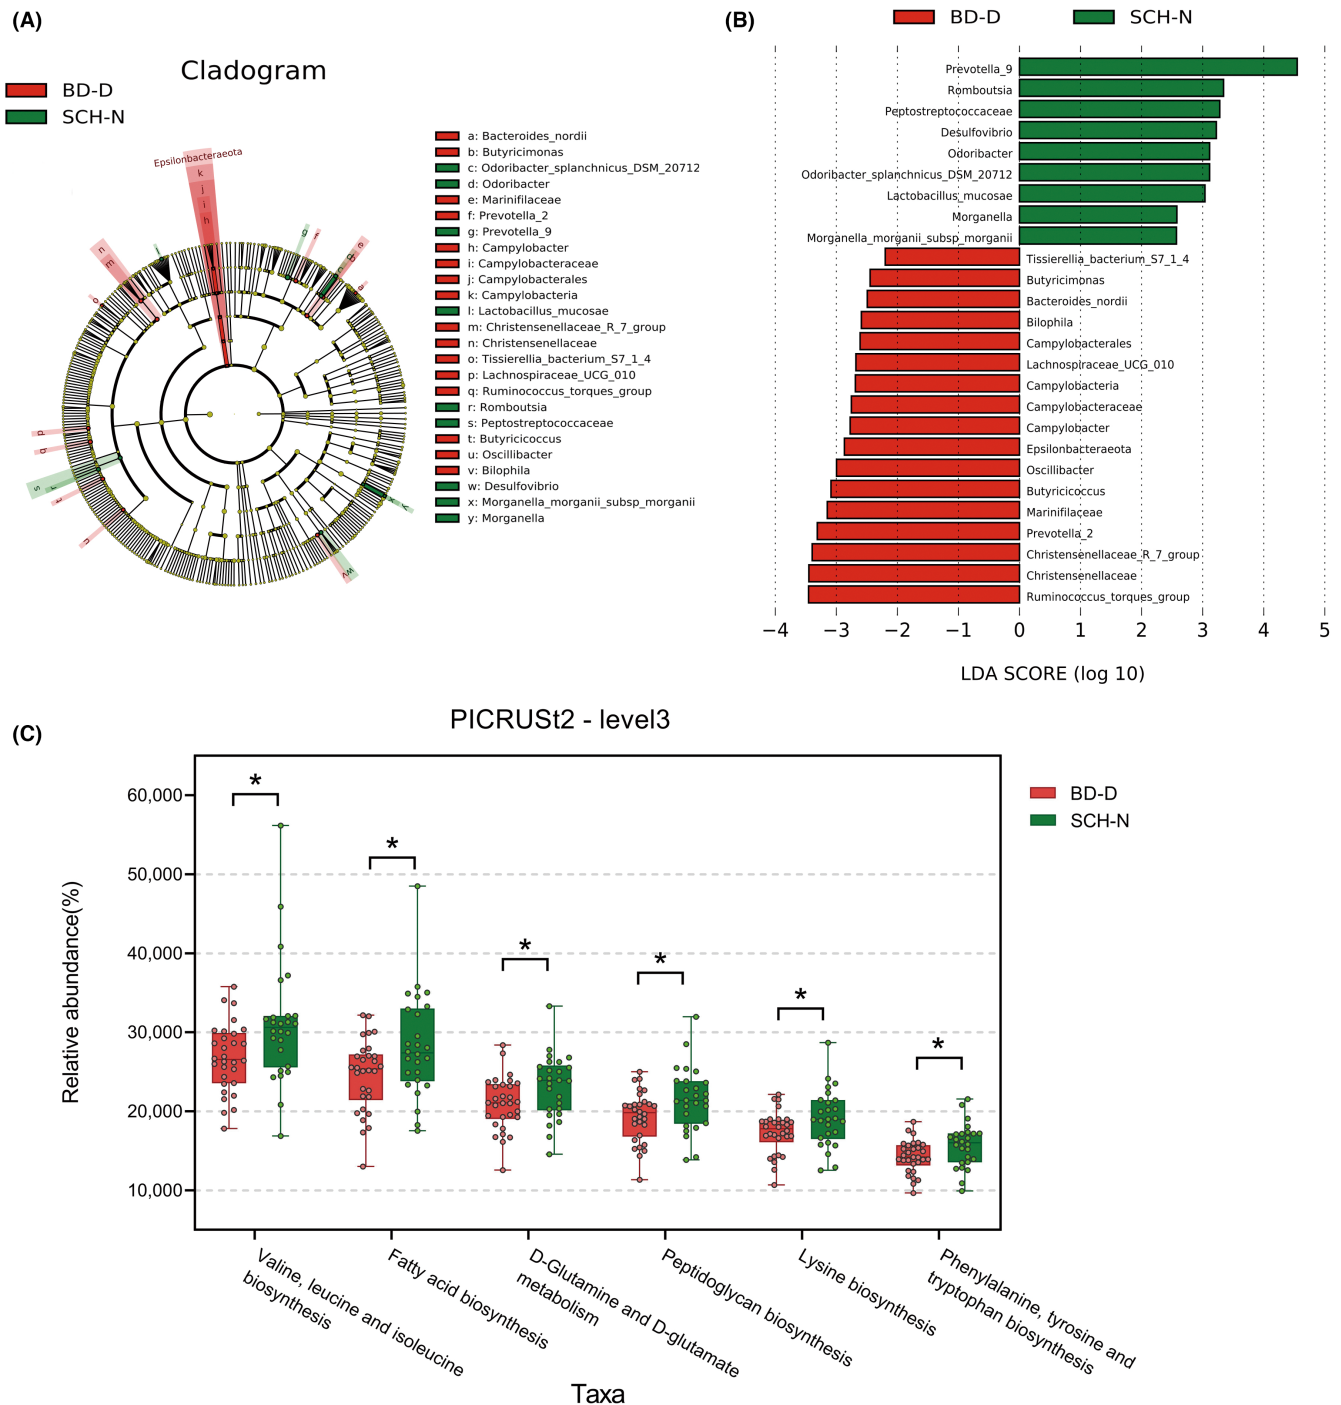 (A)
Cladogram
BD-D
SCH-N
Epsilonbacteraeota
k
j
i
h
g
f
e
d
c
b
a
l
n
m
o
p
q
s
r
t
u
w
v
x
y
a: Bacteroides_nordii
b: Butyricimonas
c: Odoribacter_splanchnicus_DSM_20712
d: Odoribacter
e: Marinifilaceae
f: Prevotella_2
g: Prevotella_9
h: Campylobacter
i: Campylobacteraceae
j: Campylobacterales
k: Campylobacteria
l: Lactobacillus_mucosae
m: Christensenellaceae_R_7_group
n: Christensenellaceae
o: Tissierellia_bacterium_S7_1_4
p: Lachnospiraceae_UCG_010
q: Ruminococcus_torques_group
r: Romboutsia
s: Peptostreptococcaceae
t: Butyricicoccus
u: Oscillibacter
v: Bilophila
w: Desulfovibrio
x: Morganella_morganii_subsp_morganii
y: Morganella
(B)
BD-D
SCH-N
Prevotella_9
Romboutsia
Peptostreptococcaceae
Desulfovibrio
Odoribacter
Odoribacter_splanchnicus_DSM_20712
Lactobacillus_mucosae
Morganella
Morganella_morganii_subsp_morganii
Tissierellia_bacterium_S7_1_4
Butyricimonas
Bacteroides_nordii
Bilophila
Campylobacterales
Lachnospiraceae_UCG_010
Campylobacteria
Campylobacteraceae
Campylobacter
Epsilonbacteraeota
Oscillibacter
Butyricicoccus
Marinifilaceae
Prevotella_2
Christensenellaceae_R_7_group
Christensenellaceae
Ruminococcus_torques_group
−4 −3 −2 −1 0 1 2 3 4 5
LDA SCORE (log 10)
(C)
PICRUSt2 - level3
BD-D
SCH-N
Relative abundance(%)
60,000
50,000
40,000
30,000
20,000
10,000
*
*
*
*
*
*
Valine, leucine and isoleucine
biosynthesis
Fatty acid biosynthesis
D-Glutamine and D-glutamate
metabolism
Peptidoglycan biosynthesis
Lysine biosynthesis
Phenylalanine, tyrosine and
tryptophan biosynthesis
Taxa